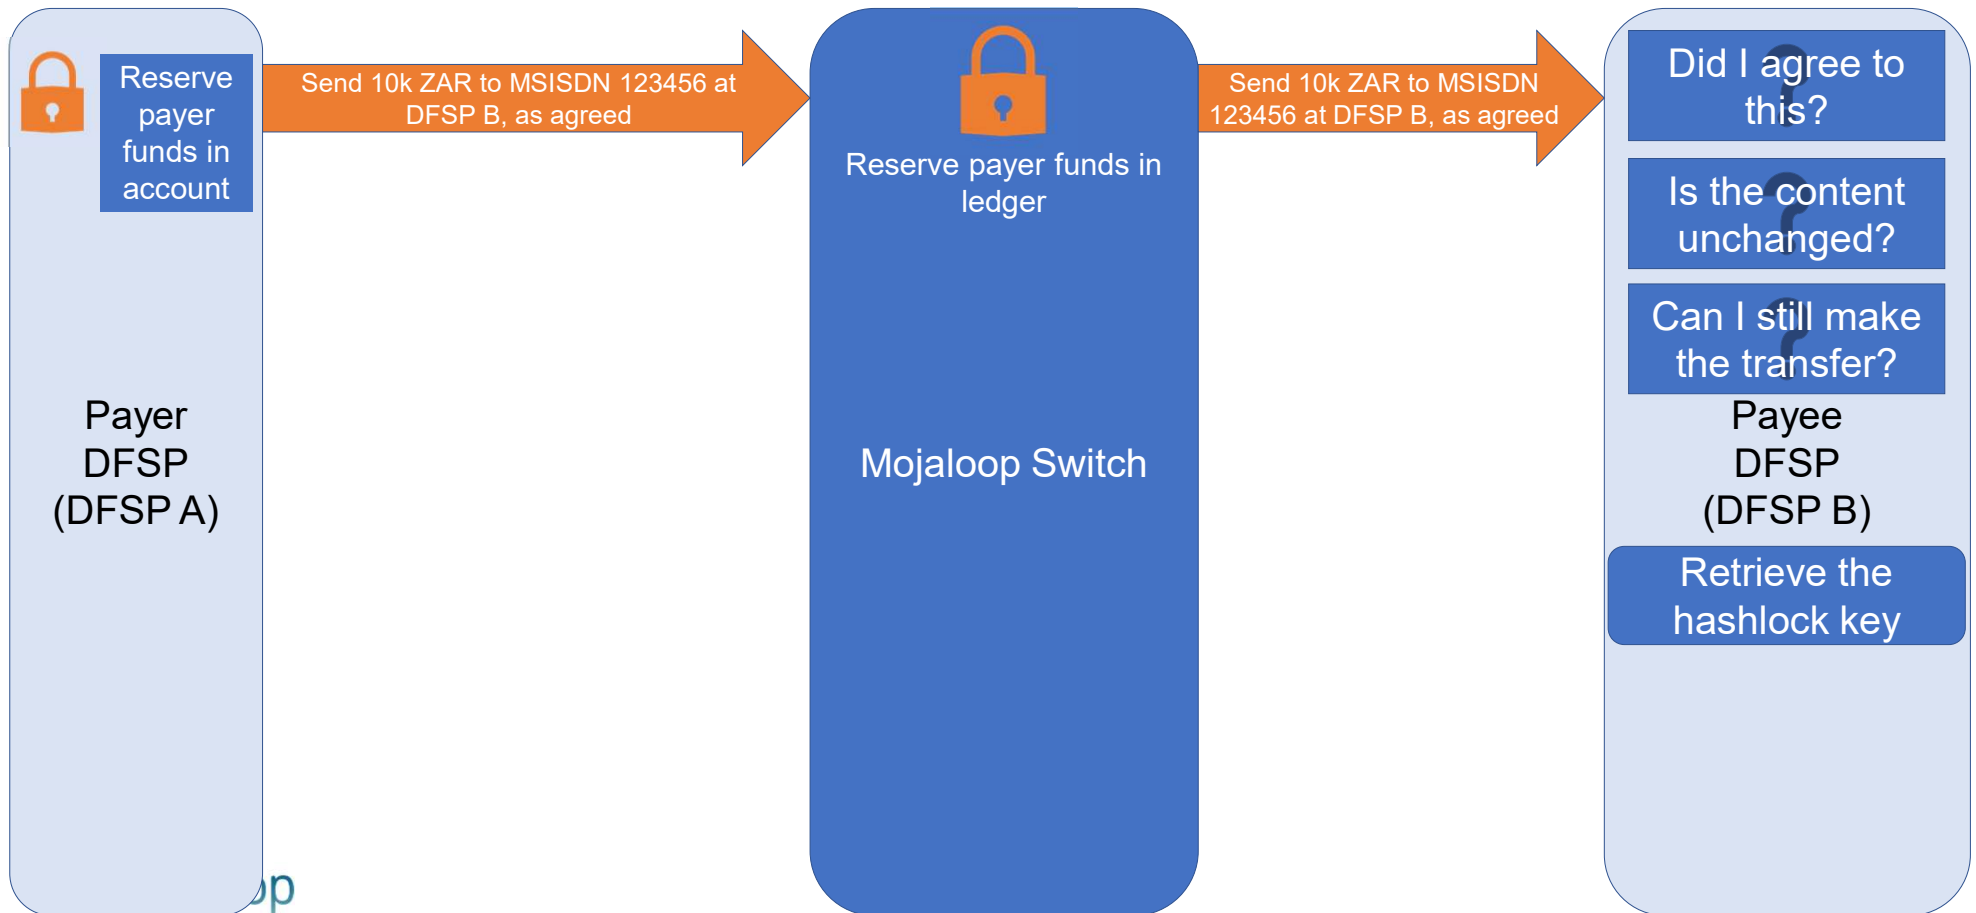 Reserve
payer
funds in
account
Send 10k ZAR to MSISDN 123456 at
DFSP B, as agreed
Reserve payer funds in
ledger
Send 10k ZAR to MSISDN
123456 at DFSP B, as agreed
Did I agree to
this?
Is the content
unchanged?
Can I still make
the transfer?
Payer
DFSP
(DFSP A)
Mojaloop Switch
Payee
DFSP
(DFSP B)
Retrieve the
hashlock key
op